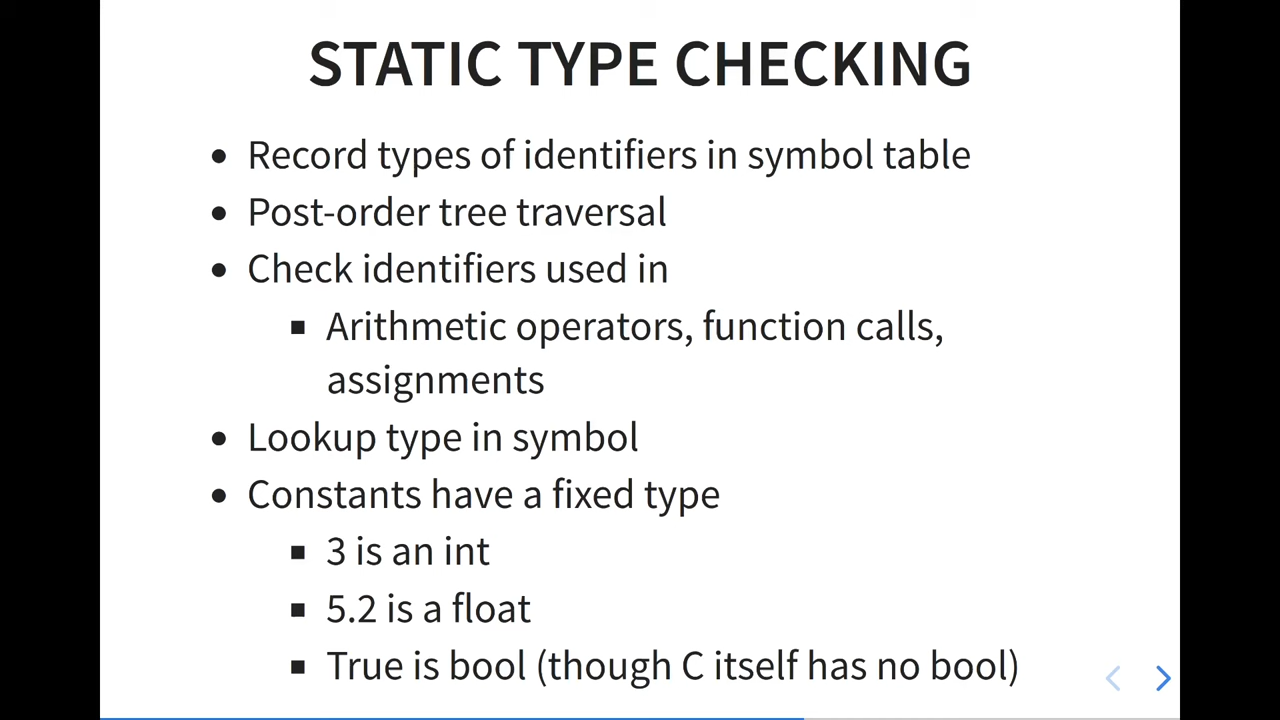 STATIC TYPE CHECKING
• Record types of identifiers in symbol table
• Post-order tree traversal
• Check identifiers used in
▪ Arithmetic operators, function calls,
assignments
• Lookup type in symbol
• Constants have a fixed type
▪ 3 is an int
▪ 5.2 is a float
▪ True is bool (though C itself has no bool)